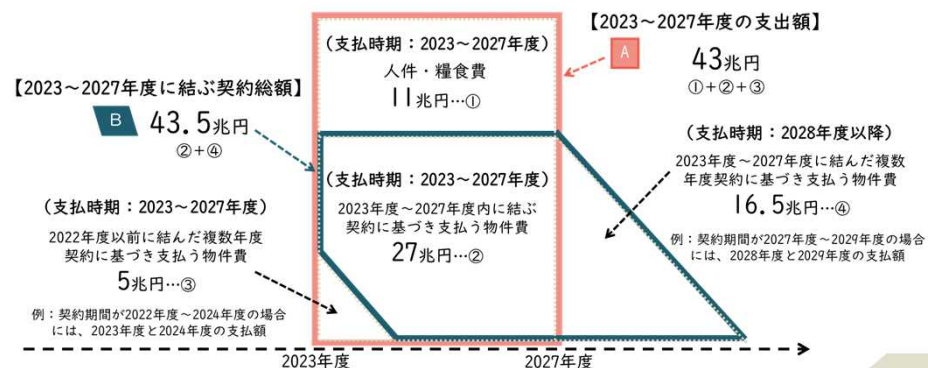 (支払時期：2023～2027年度)
人件・糧食費
11兆円…①
【2023～2027年度の支出額】
A
43兆円
①+②+③
【2023～2027年度に結ぶ契約総額】
B
43.5兆円
②+④
(支払時期：2028年度以降)
2023年度～2027年度に結んだ複数
年度契約に基づき支払う物件費
16.5兆円…④
例：契約期間が2027年度～2029年度の場合
には、2028年度と2029年度の支払額
(支払時期：2023～2027年度)
2023年度～2027年度内に結ぶ
契約に基づき支払う物件費
27兆円…②
(支払時期：2023～2027年度)
2022年度以前に結んだ複数年度
契約に基づき支払う物件費
5兆円…③
例：契約期間が2022年度～2024年度の場合
には、2023年度と2024年度の支払額
2023年度
2027年度